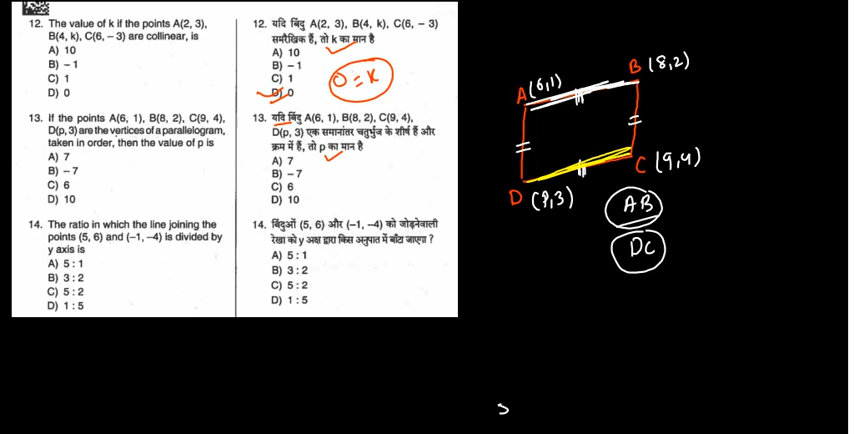 12. The value of k if the points A(2, 3),
B(4, k), C(6, – 3) are collinear, is
A) 10
B) – 1
C) 1
D) 0
13. If the points A(6, 1), B(8, 2), C(9, 4),
D(p, 3) are the vertices of a parallelogram,
taken in order, then the value of p is
A) 7
B) – 7
C) 6
D) 10
14. The ratio in which the line joining the
points (5, 6) and (–1, –4) is divided by
y axis is
A) 5 : 1
B) 3 : 2
C) 5 : 2
D) 1 : 5
12. यदि बिंदु A(2, 3), B(4, k), C(6, – 3)
समरैखिक हैं, तो k का मान है
A) 10
B) – 1
C) 1
D) 0
0 = K
13. यदि बिंदु A(6, 1), B(8, 2), C(9, 4),
D(p, 3) एक समानांतर चतुर्भुज के शीर्ष हैं और
क्रम में हैं, तो p का मान है
A) 7
B) – 7
C) 6
D) 10
14. बिंदुओं (5, 6) और (–1, –4) को जोड़नेवाली
रेखा को y अक्ष द्वारा किस अनुपात में बाँटा जाएगा ?
A) 5 : 1
B) 3 : 2
C) 5 : 2
D) 1 : 5
A (6,1)
B (8,2)
C (9,4)
D (P,3)
AB
DC